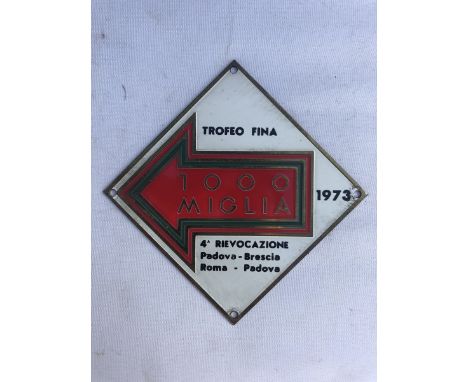 TROFEO FINA
1000
MIGLIA
1973
4ª RIEVOCAZIONE
Padova - Brescia
Roma - Padova